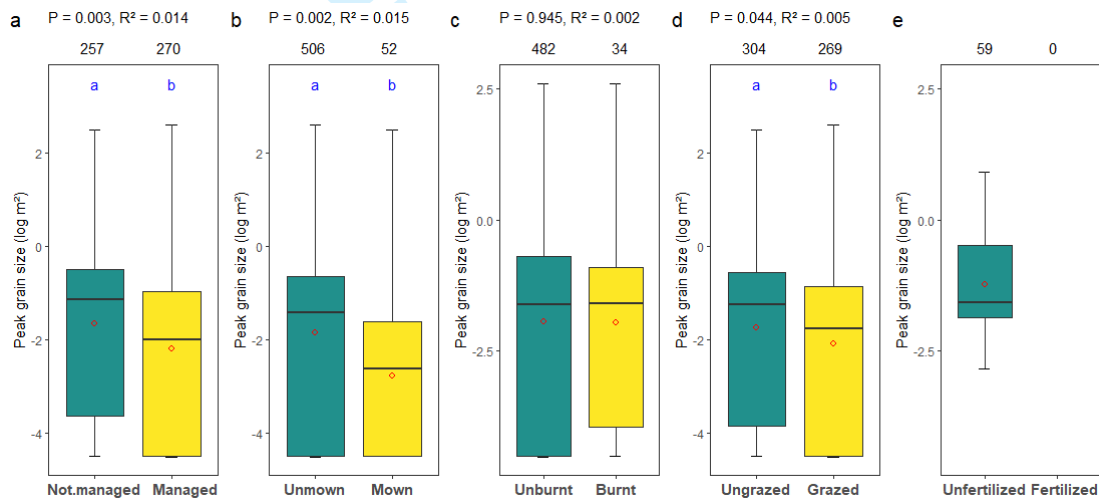 a P = 0.003, R² = 0.014
257 270
a b
2
0
-2
-4
Peak grain size (log m²)
Not.managed Managed
b P = 0.002, R² = 0.015
506 52
a b
2
0
-2
-4
Peak grain size (log m²)
Unmown Mown
c P = 0.945, R² = 0.002
482 34
2.5
0.0
-2.5
Peak grain size (log m²)
Unburnt Burnt
d P = 0.044, R² = 0.005
304 269
a b
2
0
-2
-4
Peak grain size (log m²)
Ungrazed Grazed
e
59 0
2.5
0.0
-2.5
Peak grain size (log m²)
Unfertilized Fertilized